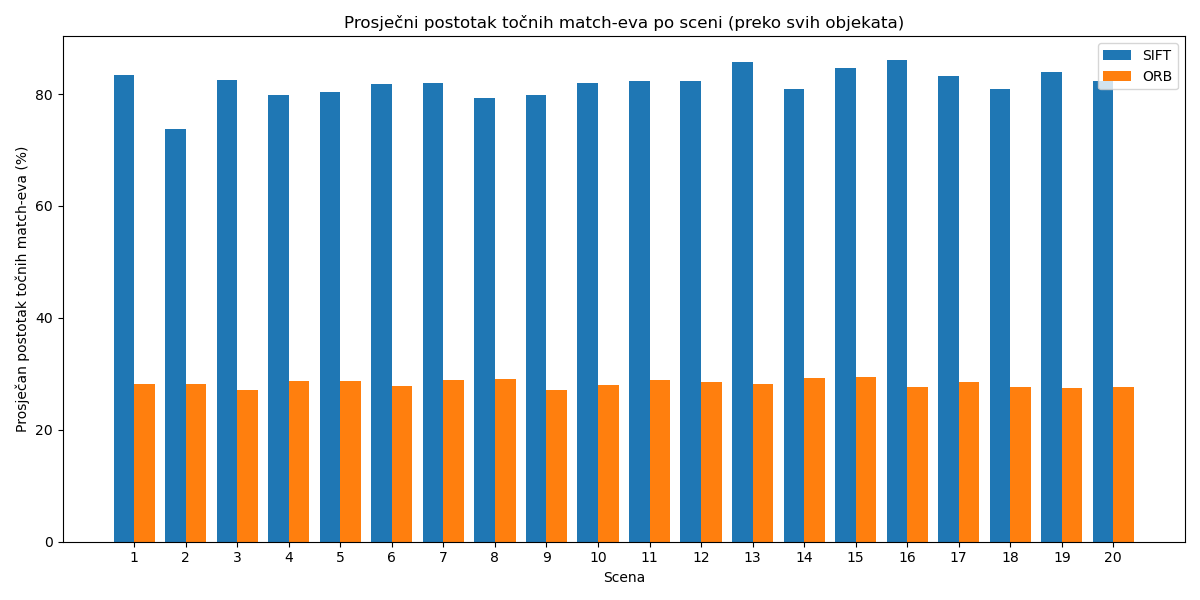 Prosječni postotak točnih match-eva po sceni (preko svih objekata)
SIFT
ORB
Prosječan postotak točnih match-eva (%)
80
60
40
20
0
1 2 3 4 5 6 7 8 9 10 11 12 13 14 15 16 17 18 19 20
Scena